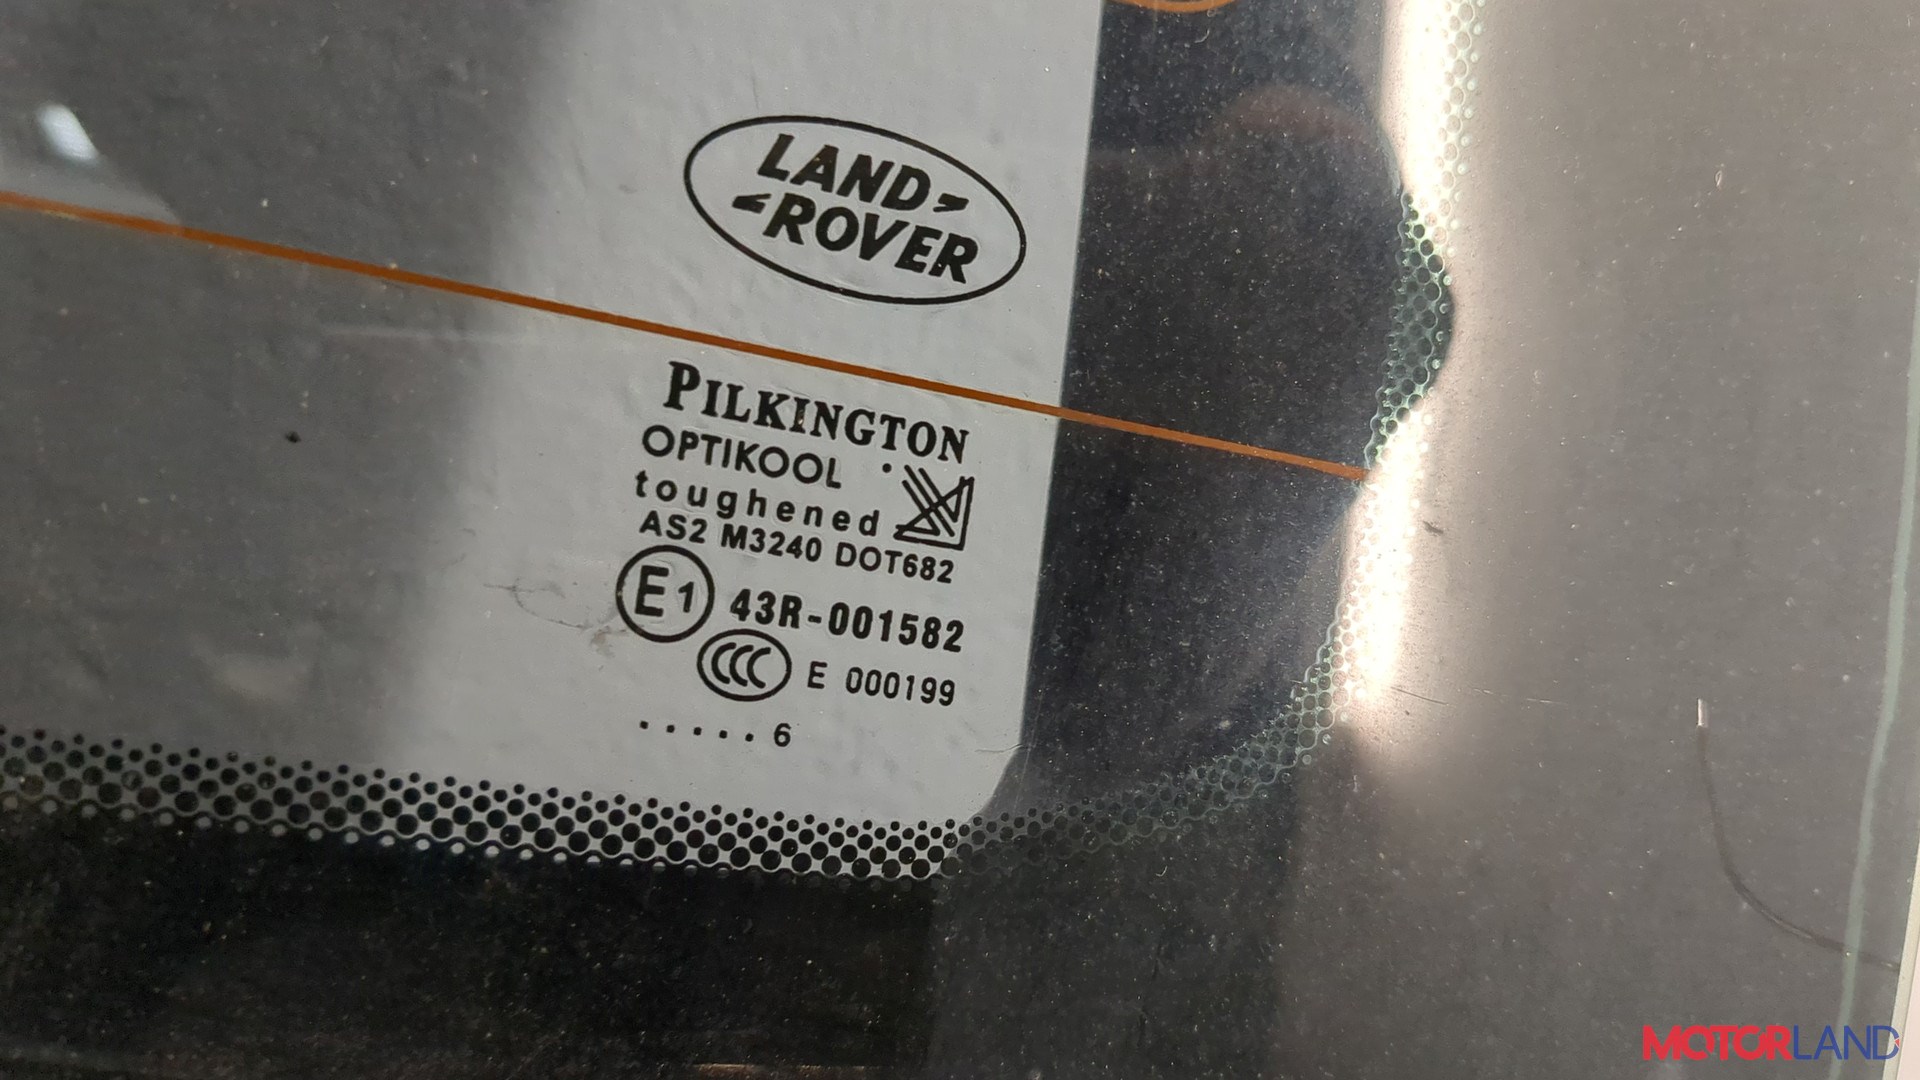 LAND
ROVER
PILKINGTON
OPTIKOOL
toughened
AS2 M3240 DOT682
E1 43R-001582
CCC E 000199
.....6
MOTORLAND